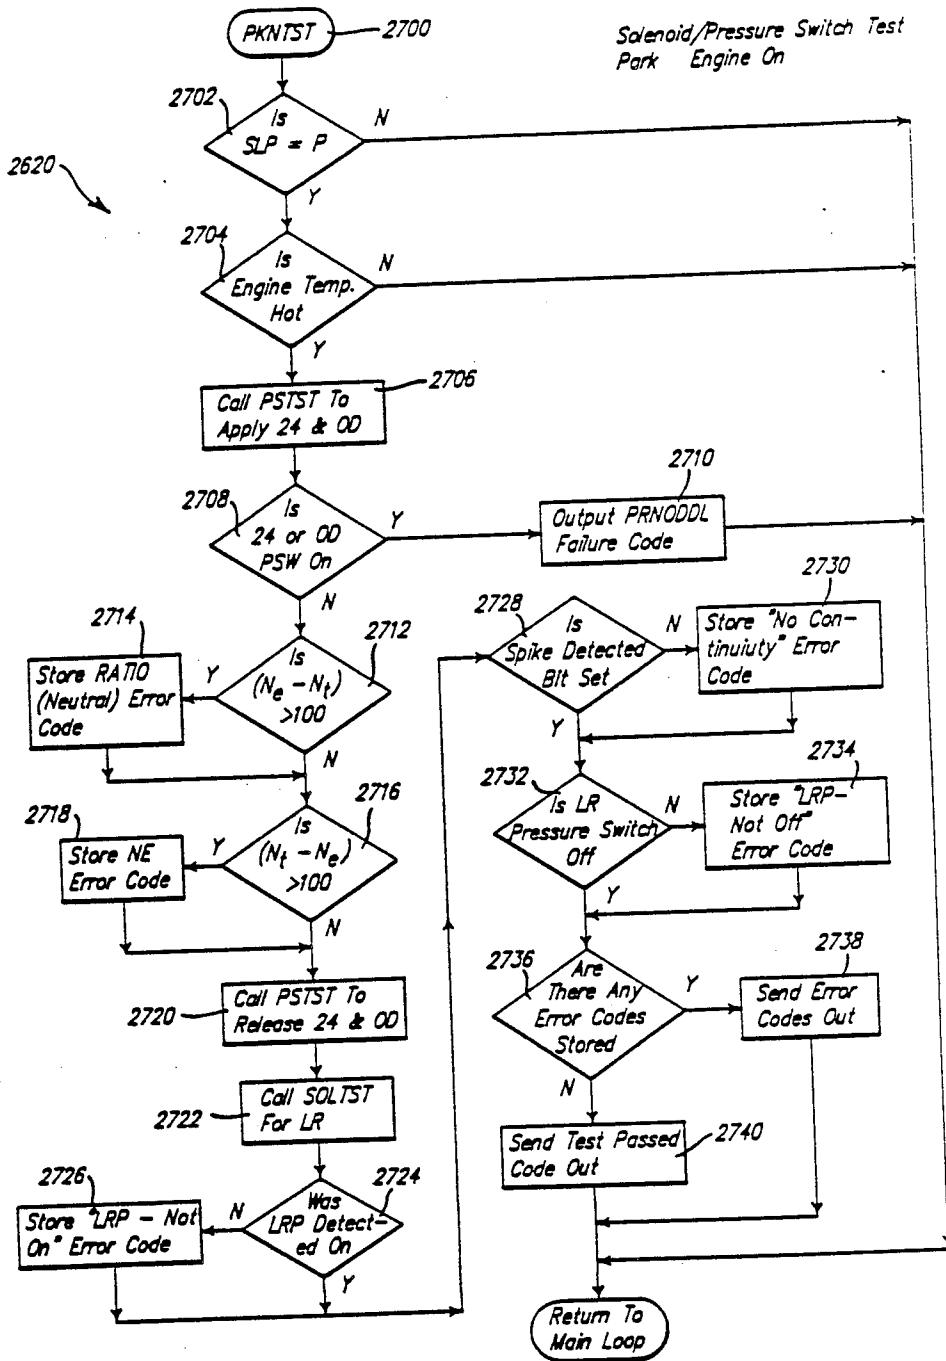 PKNTST
2700
Solenoid/Pressure Switch Test
Park Engine On
2702
Is
SLP = P
N
Y
2620
2704
Is
Engine Temp.
Hot
N
Y
2706
Call PSTST To
Apply 24 & OD
2708
Is
24 or OD
PSW On
Y
N
2710
Output PRNODDL
Failure Code
2712
Is
(Ne - Nt)
>100
Y
N
2714
Store RATIO
(Neutral) Error
Code
2716
Is
(Nt - Ne)
>100
Y
N
2718
Store NE
Error Code
2720
Call PSTST To
Release 24 & OD
2722
Call SOLTST
For LR
2724
Was
LRP Detect-
ed On
N
Y
2726
Store "LRP - Not
On" Error Code
2728
Is
Spike Detected
Bit Set
N
Y
2730
Store "No Con-
tinuiuty" Error
Code
2732
Is LR
Pressure Switch
Off
N
Y
2734
Store "LRP-
Not Off"
Error Code
2736
Are
There Any
Error Codes
Stored
Y
N
2738
Send Error
Codes Out
2740
Send Test Passed
Code Out
Return To
Main Loop